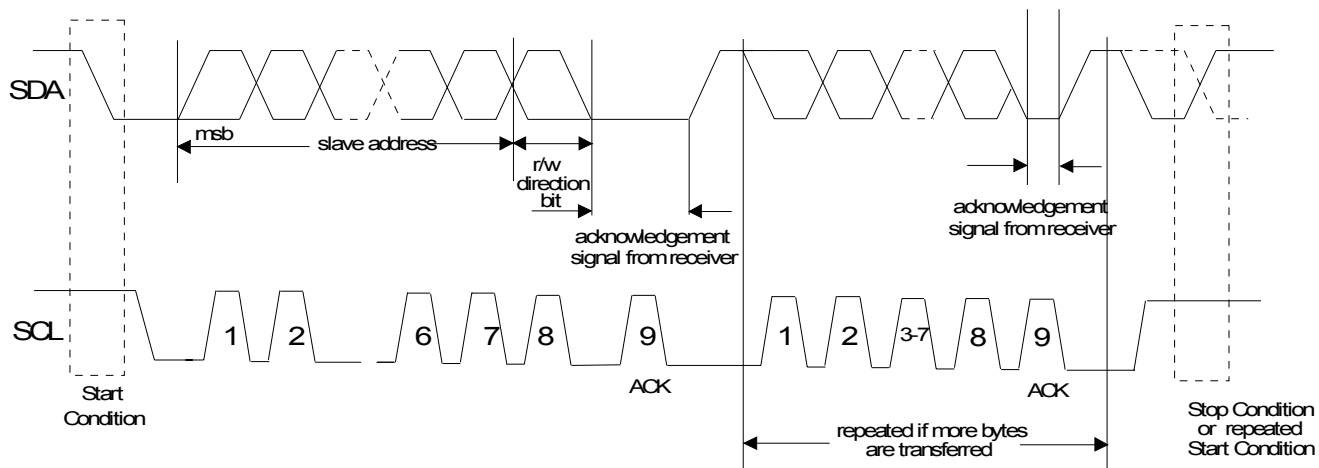 SDA
msb
slave address
r/w
direction
bit
acknowledgement
signal from receiver
acknowledgement
signal from receiver
SCL
1
2
6
7
8
9
1
2
3-7
8
9
ACK
ACK
Start
Condition
repeated if more bytes
are transferred
Stop Condition
or repeated
Start Condition